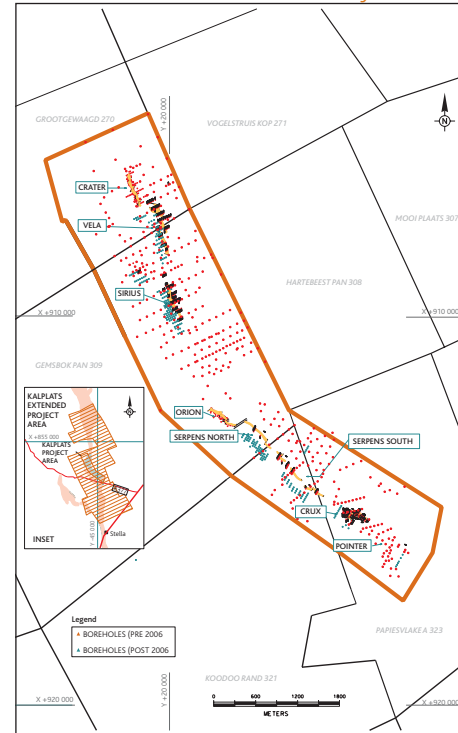 GROOTGEWAAGD 270
Y +20 000
VOGELSTRUIS KOP 271
N
CRATER
MOOI PLAATS 307
VELA
HARTEBEEST PAN 308
SIRIUS
X +910 000
X +910 000
GEMSBOK PAN 309
KALPLATS
EXTENDED
PROJECT
AREA
N
X +855 000
KALPLATS
PROJECT
AREA
Y -45 000
Stella
INSET
ORION
SERPENS NORTH
SERPENS SOUTH
CRUX
POINTER
Legend
BOREHOLES (PRE 2006
BOREHOLES (POST 2006
PAPIESVLAKE A 323
KOODOO RAND 321
Y +20 000
X +920 000
X +920 000
0 600 1200 1800
METERS